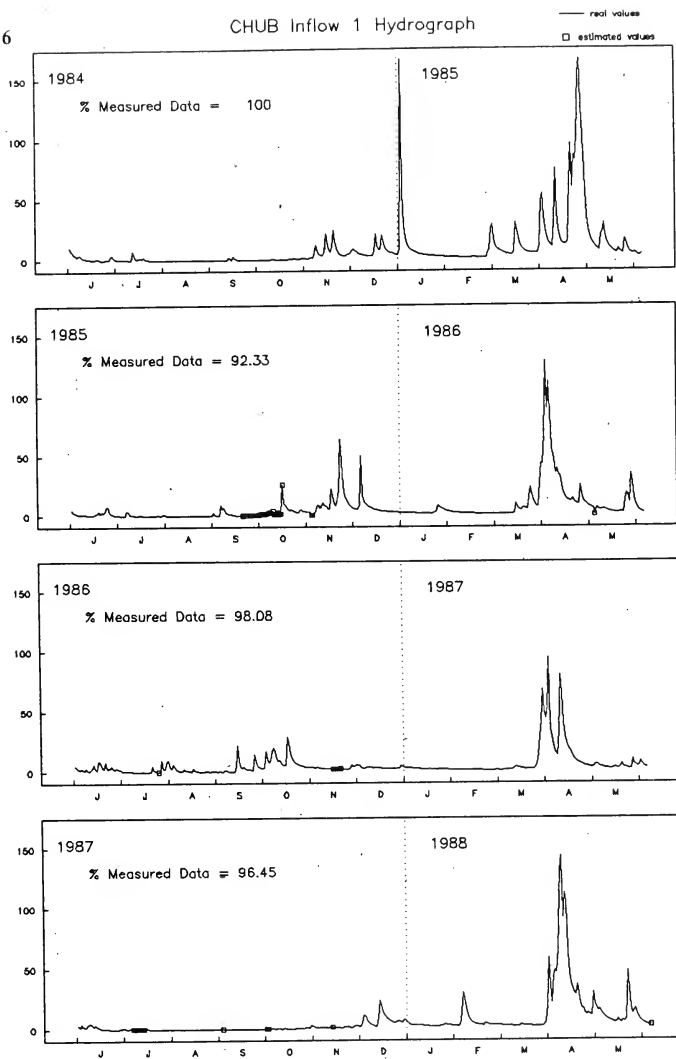 6
CHUB Inflow 1 Hydrograph
real values
estimated values
1984
1985
% Measured Data = 100
150
100
50
0
J J A S O N D J F M A M
1985
1986
% Measured Data = 92.33
150
100
50
0
J J A S O N D J F M A M
1986
1987
% Measured Data = 98.08
150
100
50
0
J J A S O N D J F M A M
1987
1988
% Measured Data = 96.45
150
100
50
0
J J A S O N D J F M A M